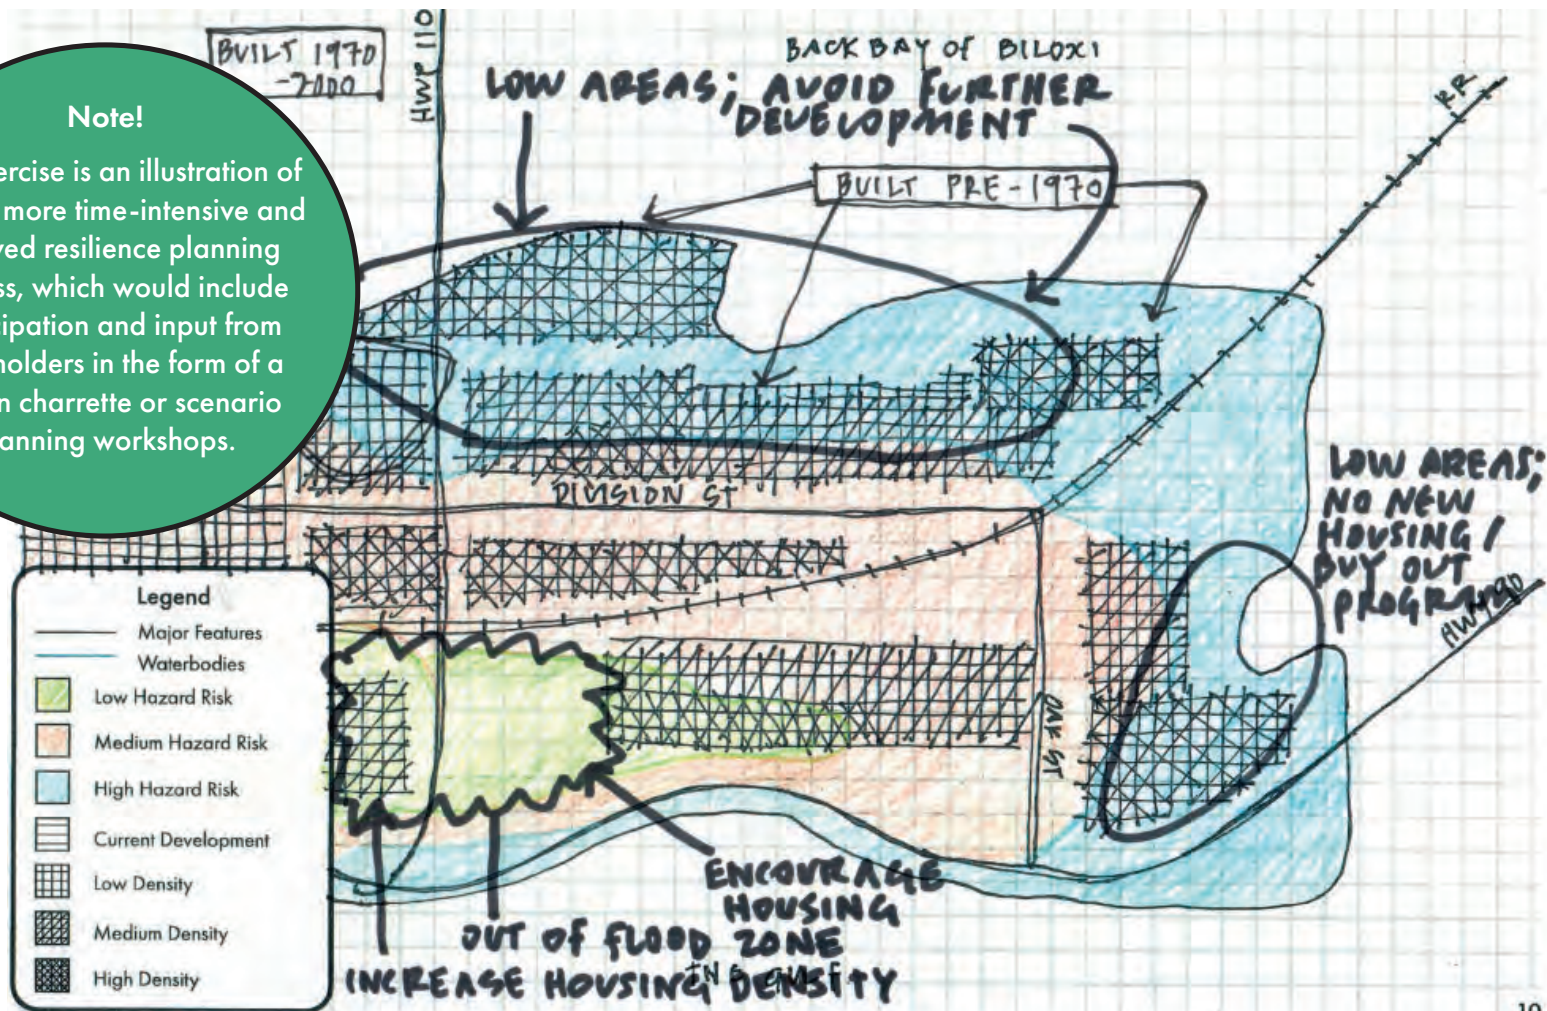 BUILT 1970
-2000
HWP 110
BACK BAY of BILOXI
LOW AREAS; AVOID FURTHER
DEVELOPMENT
RR
BUILT PRE-1970
Note!
ercise is an illustration of
more time-intensive and
ved resilience planning
ss, which would include
cipation and input from
holders in the form of a
n charrette or scenario
anning workshops.
DIVISION ST
LOW AREAS;
NO NEW
HOUSING /
BUY OUT
PROGRAM
OAK ST
Legend
Major Features
Waterbodies
Low Hazard Risk
Medium Hazard Risk
High Hazard Risk
Current Development
Low Density
Medium Density
High Density
ENCOURAGE
HOUSING
OUT OF FLOOD ZONE
INCREASE HOUSING DENSITY